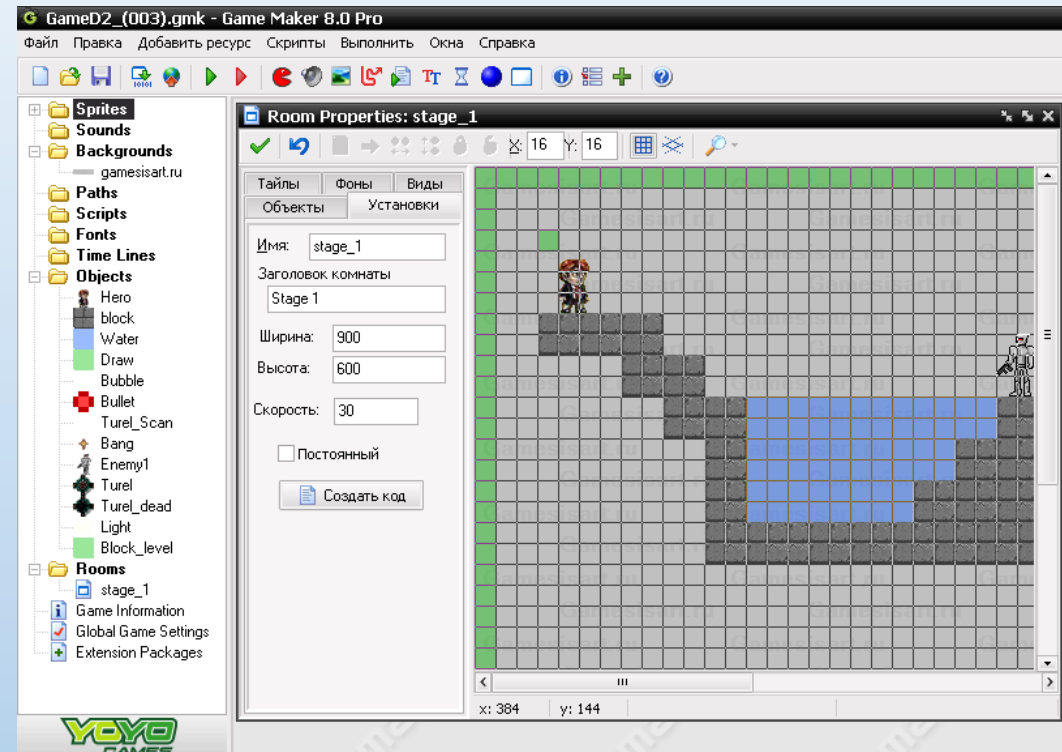 G GameD2_(003).gmk - Game Maker 8.0 Pro
Файл Правка Добавить ресурс Скрипты Выполнить Окна Справка
Sprites
Sounds
Backgrounds
gamesisart.ru
Paths
Scripts
Fonts
Time Lines
Objects
Hero
block
Water
Draw
Bubble
Bullet
Turel_Scan
Bang
Enemy1
Turel
Turel_dead
Light
Block_level
Rooms
stage_1
Game Information
Global Game Settings
Extension Packages
YOYO
GAMES
Room Properties: stage_1
X: 16 Y: 16
Тайлы Фоны Виды
Объекты Установки
Имя: stage_1
Заголовок комнаты
Stage 1
Ширина: 900
Высота: 600
Скорость: 30
Постоянный
Создать код
Gamesisart.ru
x: 384 y: 144